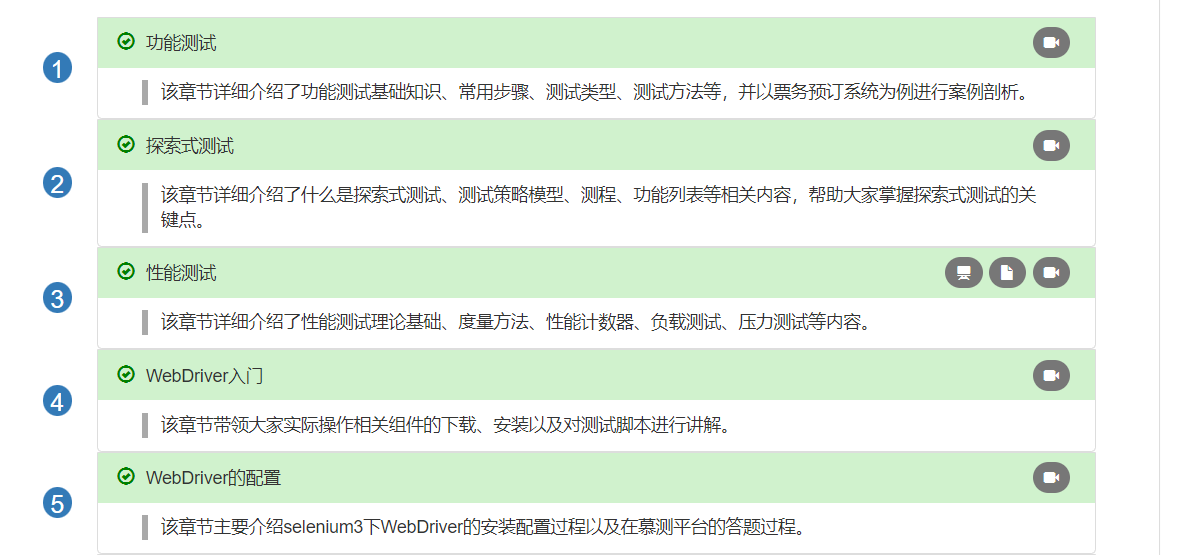 1
功能测试
该章节详细介绍了功能测试基础知识、常用步骤、测试类型、测试方法等，并以票务预订系统为例进行案例剖析。
2
探索式测试
该章节详细介绍了什么是探索式测试、测试策略模型、测程、功能列表等相关内容，帮助大家掌握探索式测试的关
键点。
3
性能测试
该章节详细介绍了性能测试理论基础、度量方法、性能计数器、负载测试、压力测试等内容。
4
WebDriver入门
该章节带领大家实际操作相关组件的下载、安装以及对测试脚本进行讲解。
5
WebDriver的配置
该章节主要介绍selenium3下WebDriver的安装配置过程以及在慕测平台的答题过程。